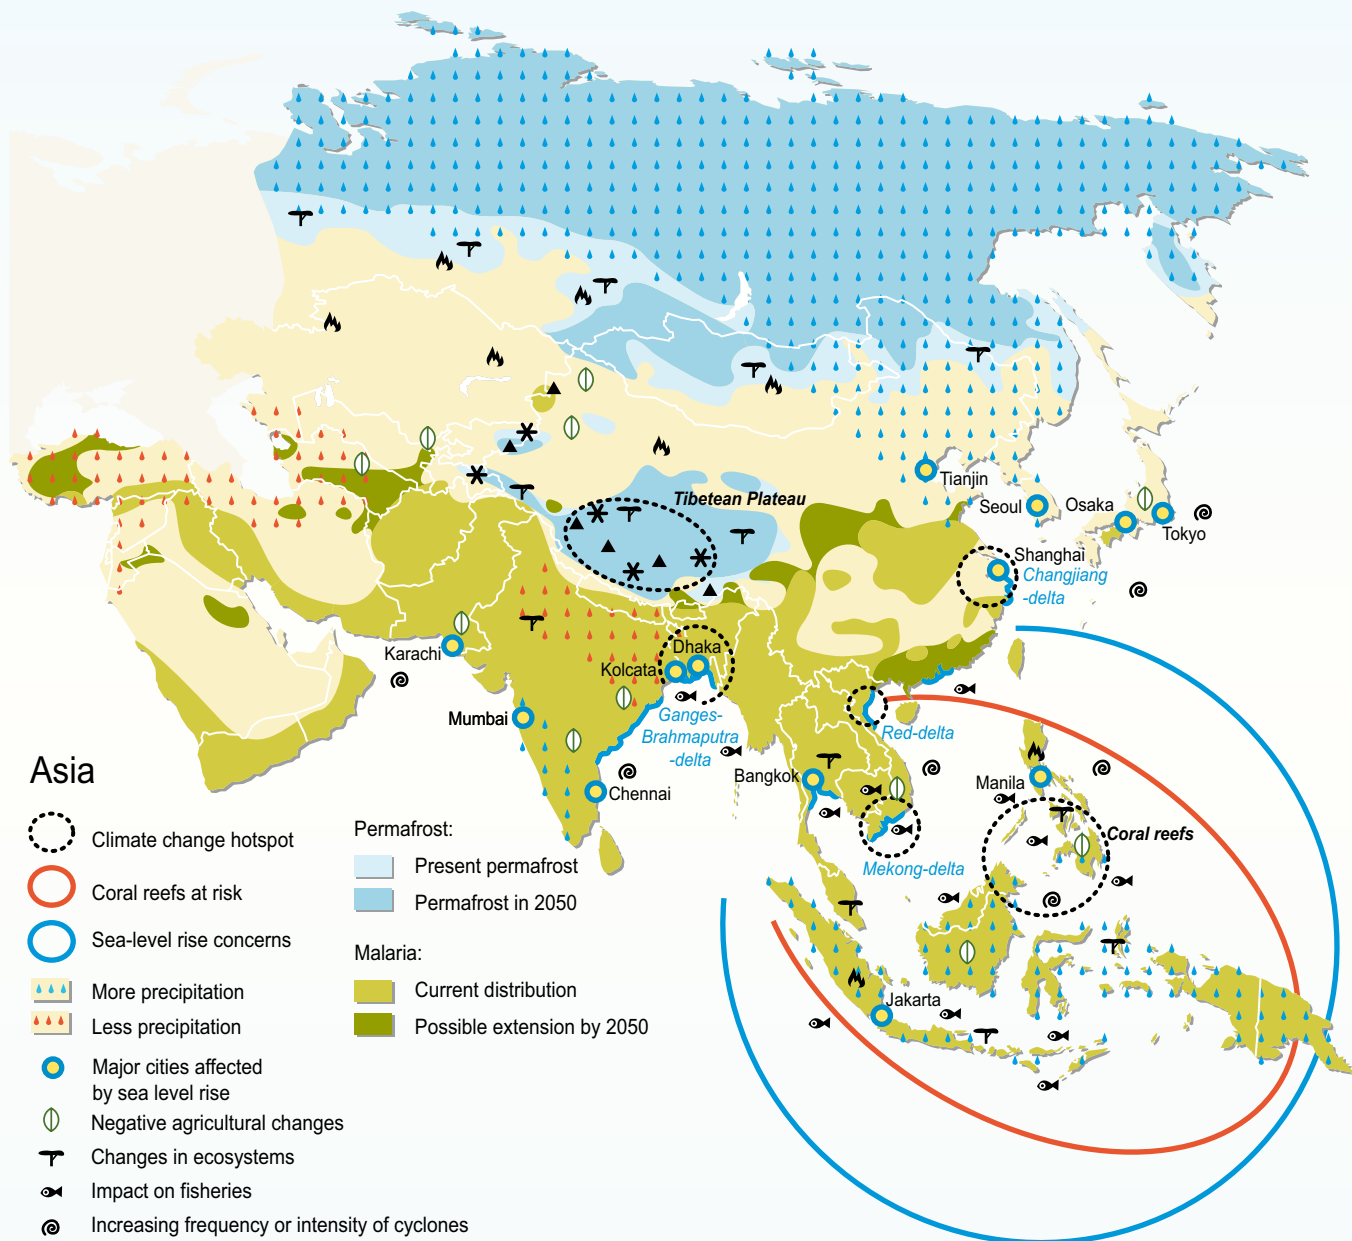 Tibetean Plateau
Tianjin
Seoul
Osaka
Tokyo
Shanghai
Changjiang
-delta
Karachi
Dhaka
Kolcata
Mumbai
Ganges-
Brahmaputra
-delta
Red-delta
Bangkok
Chennai
Manila
Coral reefs
Mekong-delta
Jakarta
Asia
Climate change hotspot
Coral reefs at risk
Sea-level rise concerns
More precipitation
Less precipitation
Major cities affected
by sea level rise
Negative agricultural changes
Changes in ecosystems
Impact on fisheries
Increasing frequency or intensity of cyclones
Permafrost:
Present permafrost
Permafrost in 2050
Malaria:
Current distribution
Possible extension by 2050